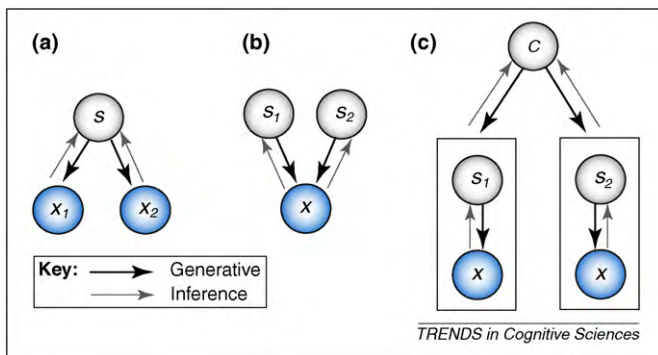 (a)
S
X1
X2
(b)
S1
S2
X
(c)
C
S1
S2
X
X
Key:
Generative
Inference
TRENDS in Cognitive Sciences